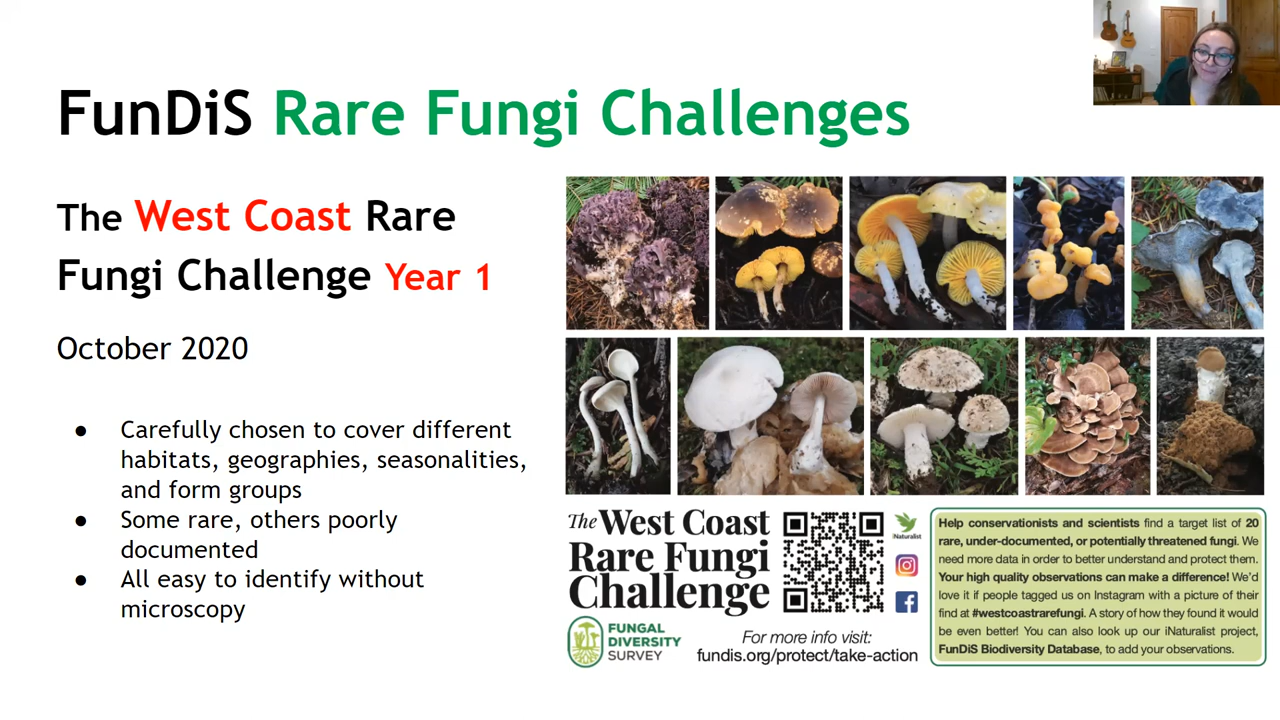 FunDiS Rare Fungi Challenges
The West Coast Rare
Fungi Challenge Year 1
October 2020
● Carefully chosen to cover different
habitats, geographies, seasonalities,
and form groups
● Some rare, others poorly
documented
● All easy to identify without
microscopy
The West Coast
Rare Fungi
Challenge
iNaturalist
FUNGAL
DIVERSITY
SURVEY
For more info visit:
fundis.org/protect/take-action
Help conservationists and scientists find a target list of 20
rare, under-documented, or potentially threatened fungi. We
need more data in order to better understand and protect them.
Your high quality observations can make a difference! We'd
love it if people tagged us on Instagram with a picture of their
find at #westcoastrarefungi. A story of how they found it would
be even better! You can also look up our iNaturalist project,
FunDiS Biodiversity Database, to add your observations.